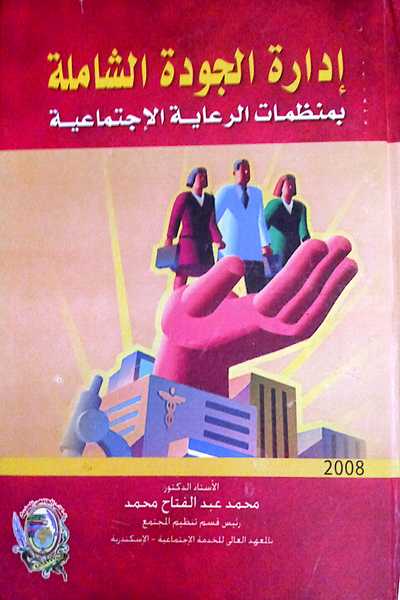 إدارة الجودة الشاملة
بمنظمات الرعاية الإجتماعية
2008
الأستاذ الدكتور
محمد عبد الفتاح محمد
رئيس قسم تنظيم المجتمع
بالمعهد العالى للخدمة الإجتماعية - الإسكندرية